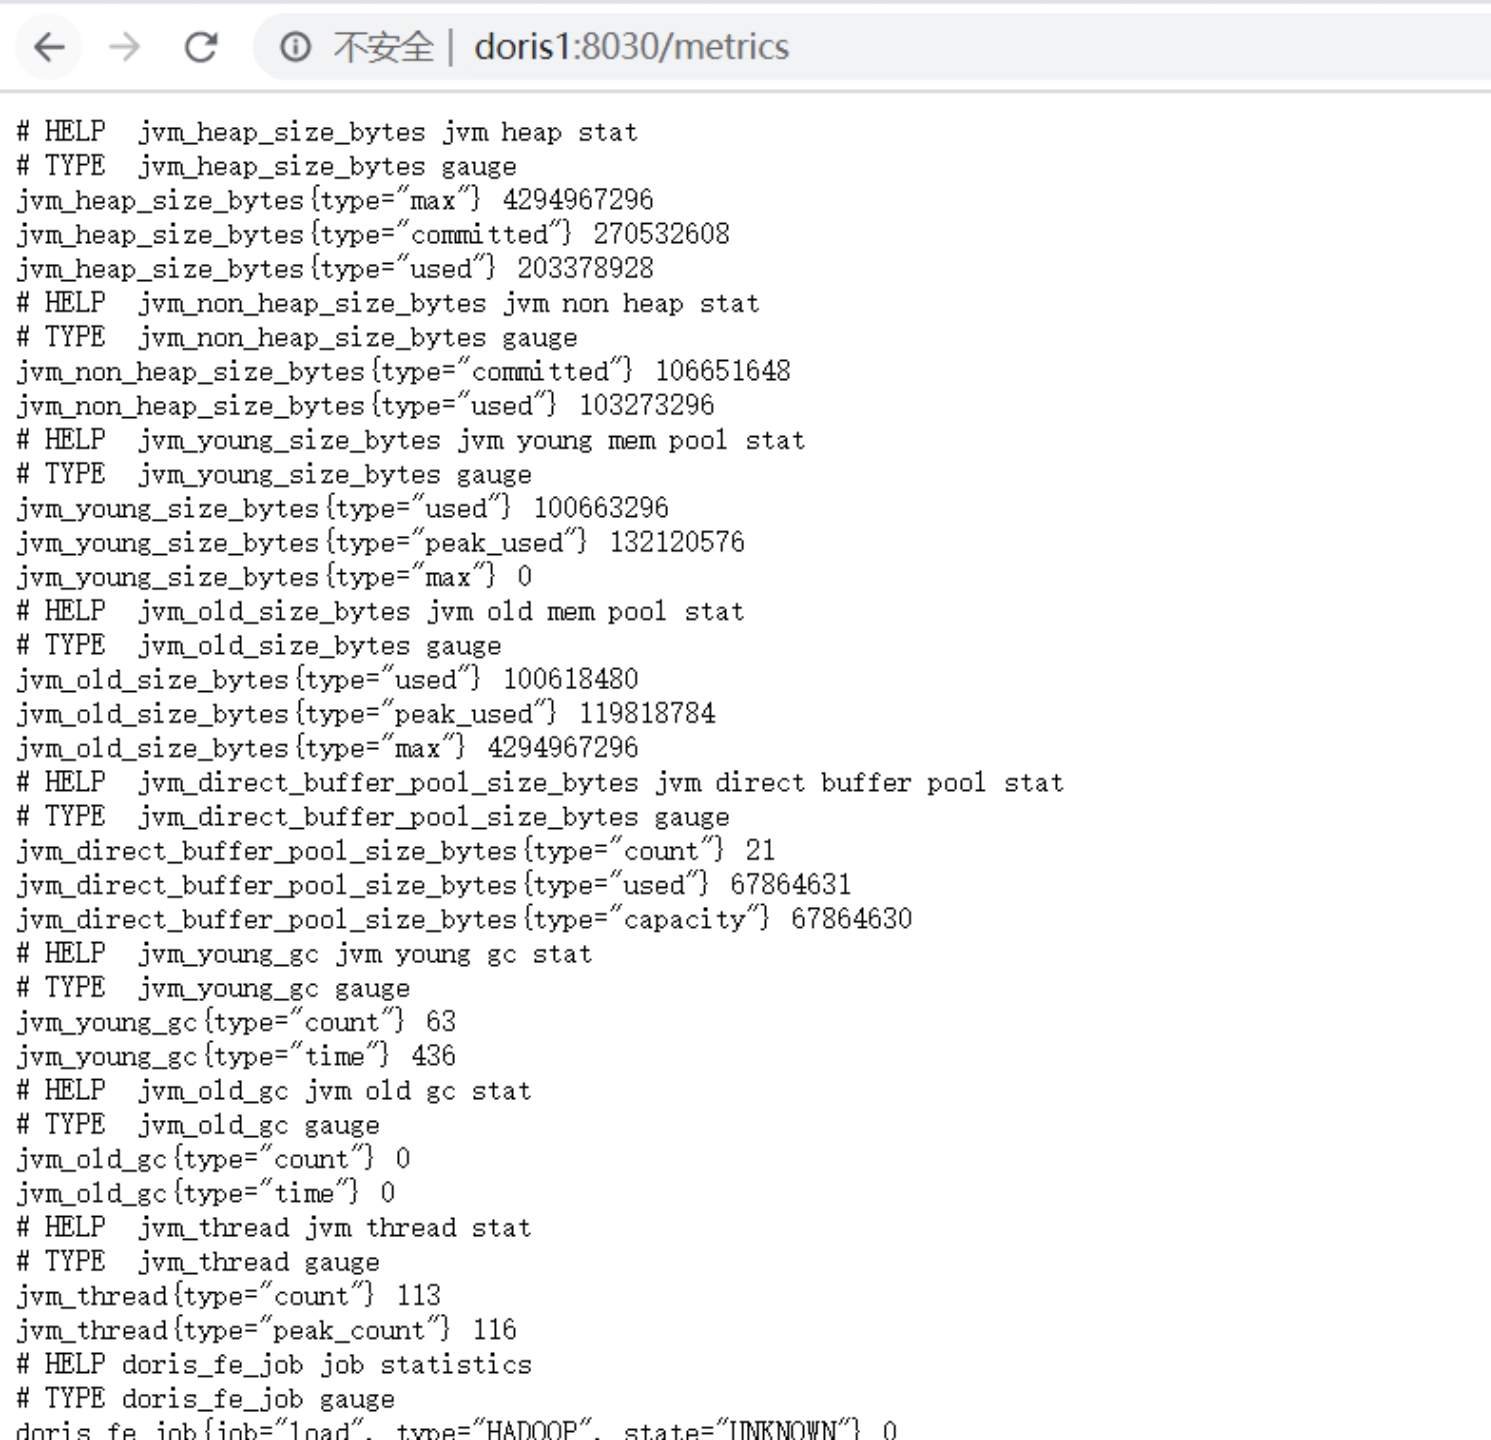 不安全 | doris1:8030/metrics
# HELP  jvm_heap_size_bytes jvm heap stat
# TYPE  jvm_heap_size_bytes gauge
jvm_heap_size_bytes{type="max"} 4294967296
jvm_heap_size_bytes{type="committed"} 270532608
jvm_heap_size_bytes{type="used"} 203378928
# HELP  jvm_non_heap_size_bytes jvm non heap stat
# TYPE  jvm_non_heap_size_bytes gauge
jvm_non_heap_size_bytes{type="committed"} 106651648
jvm_non_heap_size_bytes{type="used"} 103273296
# HELP  jvm_young_size_bytes jvm young mem pool stat
# TYPE  jvm_young_size_bytes gauge
jvm_young_size_bytes{type="used"} 100663296
jvm_young_size_bytes{type="peak_used"} 132120576
jvm_young_size_bytes{type="max"} 0
# HELP  jvm_old_size_bytes jvm old mem pool stat
# TYPE  jvm_old_size_bytes gauge
jvm_old_size_bytes{type="used"} 100618480
jvm_old_size_bytes{type="peak_used"} 119818784
jvm_old_size_bytes{type="max"} 4294967296
# HELP  jvm_direct_buffer_pool_size_bytes jvm direct buffer pool stat
# TYPE  jvm_direct_buffer_pool_size_bytes gauge
jvm_direct_buffer_pool_size_bytes{type="count"} 21
jvm_direct_buffer_pool_size_bytes{type="used"} 67864631
jvm_direct_buffer_pool_size_bytes{type="capacity"} 67864630
# HELP  jvm_young_gc jvm young gc stat
# TYPE  jvm_young_gc gauge
jvm_young_gc{type="count"} 63
jvm_young_gc{type="time"} 436
# HELP  jvm_old_gc jvm old gc stat
# TYPE  jvm_old_gc gauge
jvm_old_gc{type="count"} 0
jvm_old_gc{type="time"} 0
# HELP  jvm_thread jvm thread stat
# TYPE  jvm_thread gauge
jvm_thread{type="count"} 113
jvm_thread{type="peak_count"} 116
# HELP doris_fe_job job statistics
# TYPE doris_fe_job gauge
doris_fe_job{job="load", type="HADOOP", state="UNKNOWN"} 0